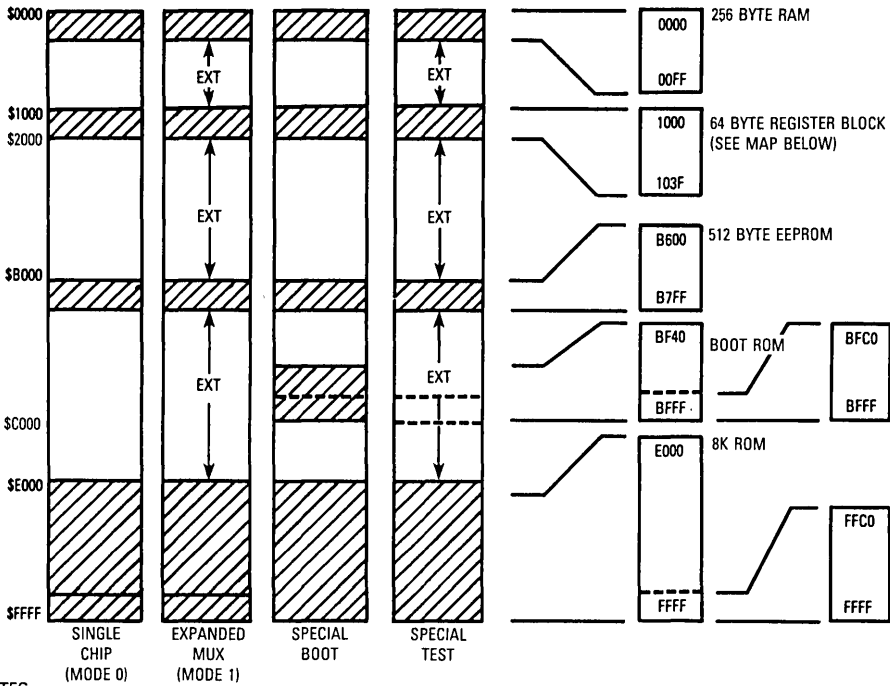 $0000
$1000
$2000
$B000
$C000
$E000
$FFFF
EXT
EXT
EXT
EXT
EXT
EXT
SINGLE
CHIP
(MODE 0)
EXPANDED
MUX
(MODE 1)
SPECIAL
BOOT
SPECIAL
TEST
0000
00FF
256 BYTE RAM
1000
103F
64 BYTE REGISTER BLOCK
(SEE MAP BELOW)
B600
B7FF
512 BYTE EEPROM
BF40
BFFF
BOOT ROM
BFC0
BFFF
E000
FFFF
8K ROM
FFC0
FFFF